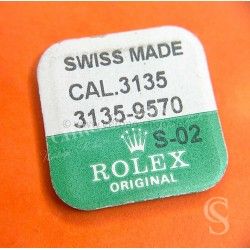 SWISS MADE
CAL.3135
3135-9570
S-02
ROLEX
ORIGINAL